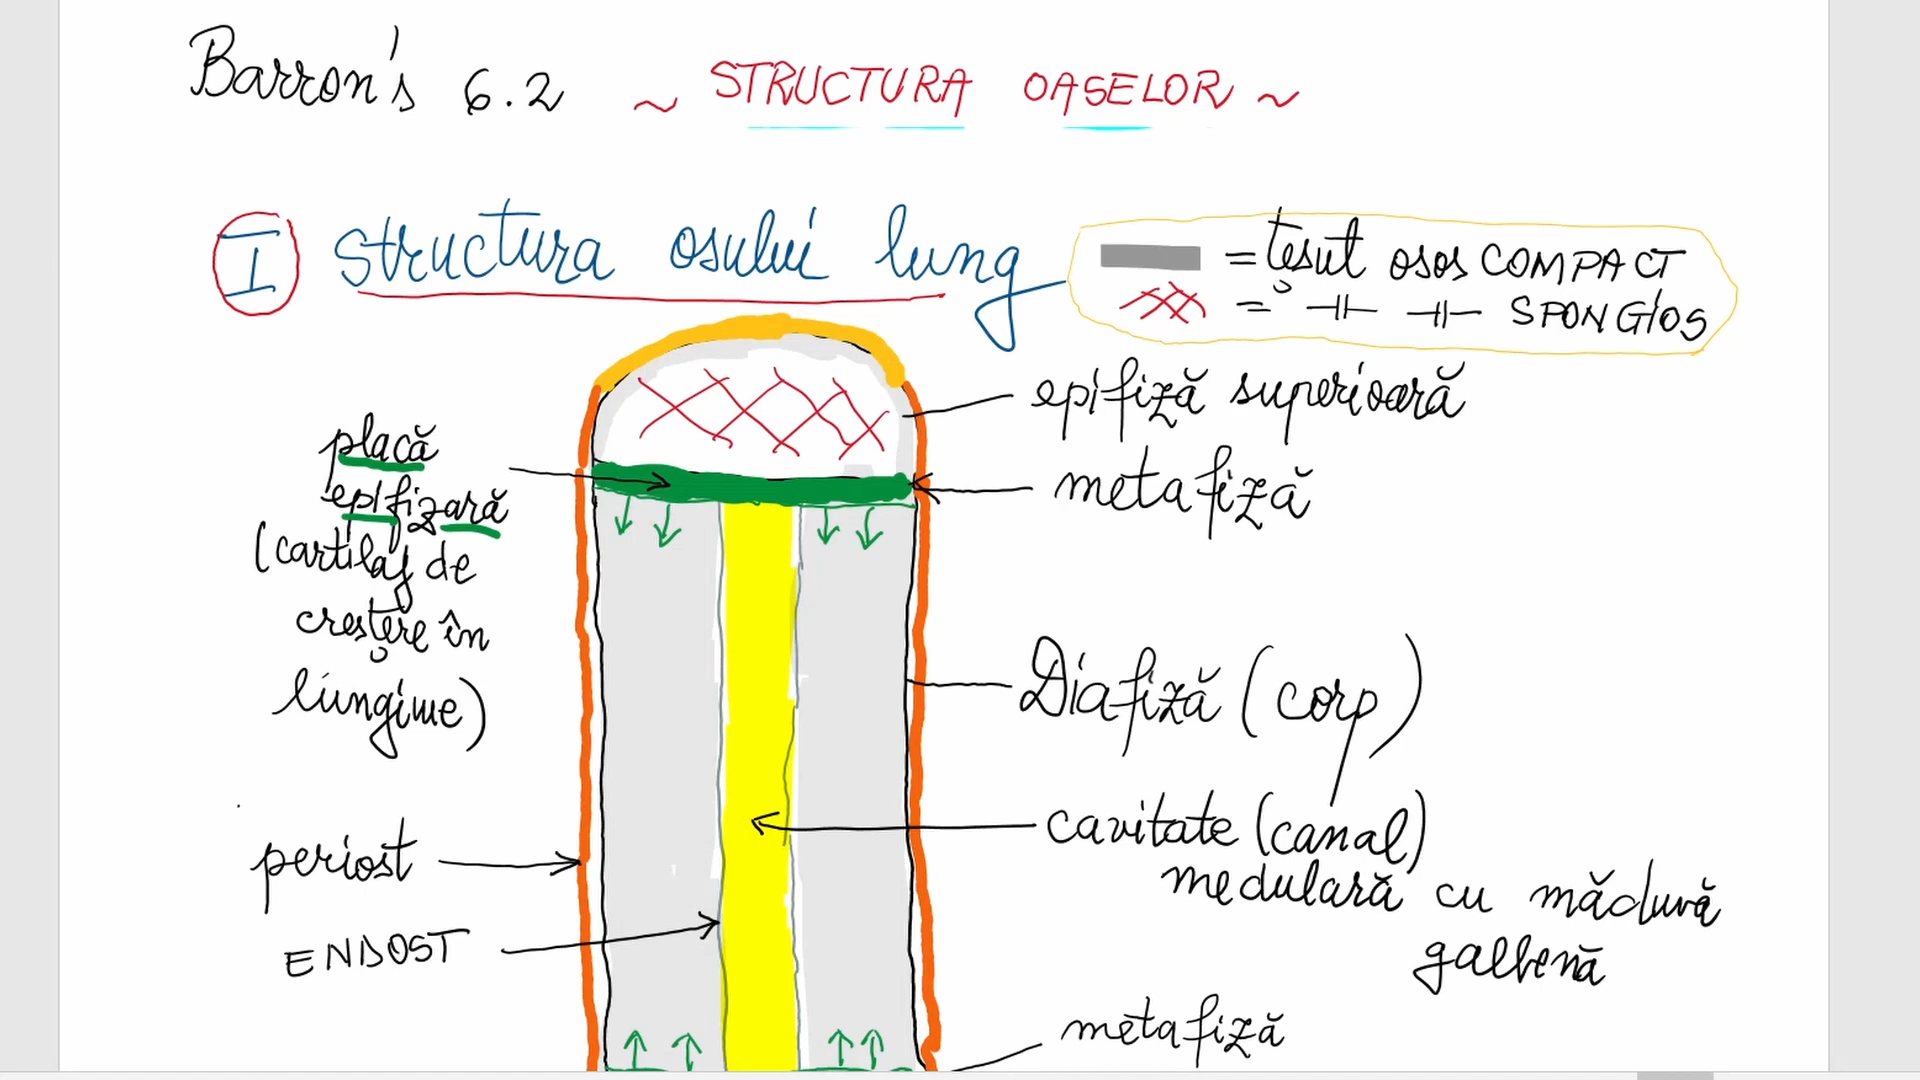 Barron's 6.2 ~ STRUCTURA OASELOR ~
I structura osului lung
= țesut osos COMPACT
= -||- -||- SPONGIOS
epifiză superioară
placă
epifizară
(cartilaj de
creștere în
lungime)
metafiză
Diafiză (corp)
periost
cavitate (canal)
medulară cu măduvă
galbenă
ENDOST
metafiză